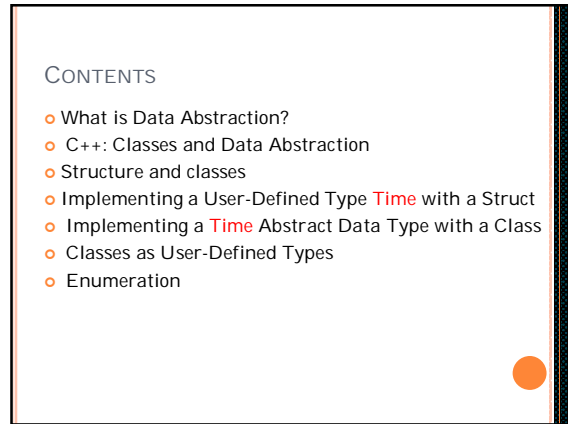 CONTENTS
What is Data Abstraction?
C++: Classes and Data Abstraction
Structure and classes
Implementing a User-Defined Type Time with a Struct
Implementing a Time Abstract Data Type with a Class
Classes as User-Defined Types
Enumeration